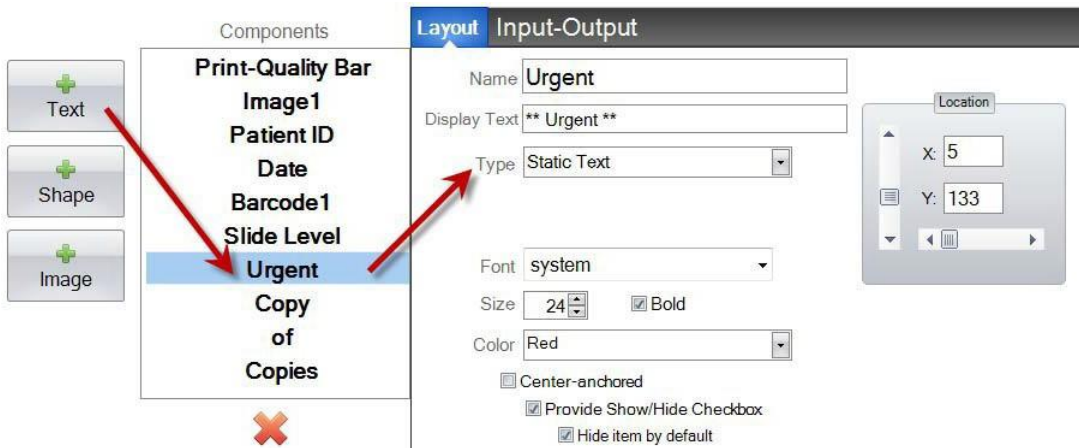 Components
Text
Shape
Image
Print-Quality Bar
Image1
Patient ID
Date
Barcode1
Slide Level
Urgent
Copy
of
Copies
Layout Input-Output
Name Urgent
Display Text ** Urgent **
Type Static Text
Font system
Size 24 Bold
Color Red
Center-anchored
Provide Show/Hide Checkbox
Hide item by default
Location
X: 5
Y: 133